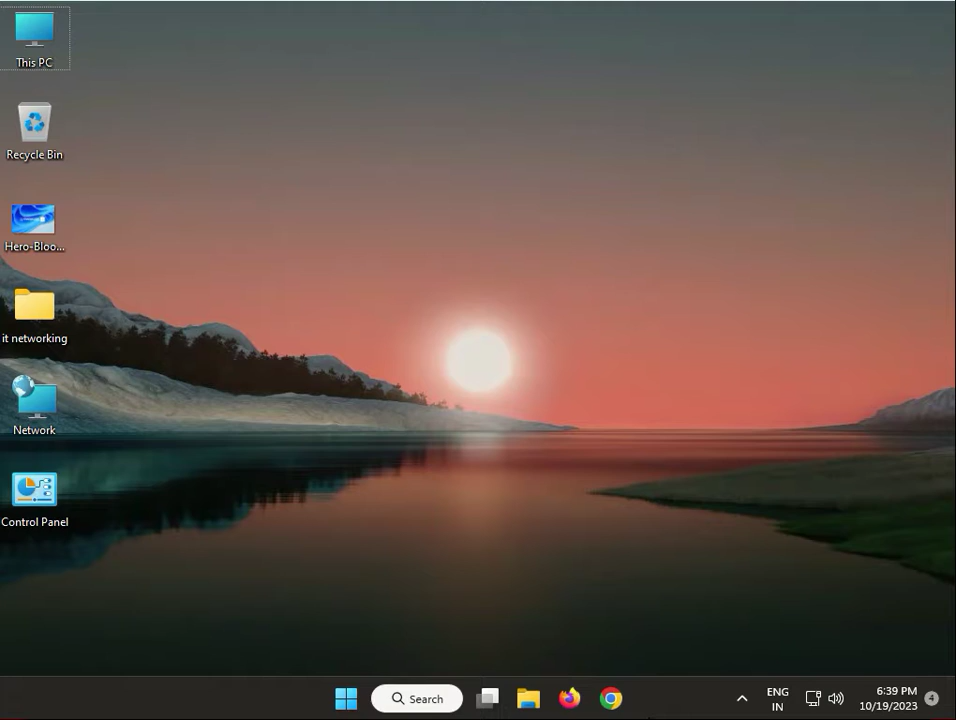 This PC
Recycle Bin
Hero-Bloo...
it networking
Network
Control Panel
Search
ENG
IN
6:39 PM
10/19/2023
4